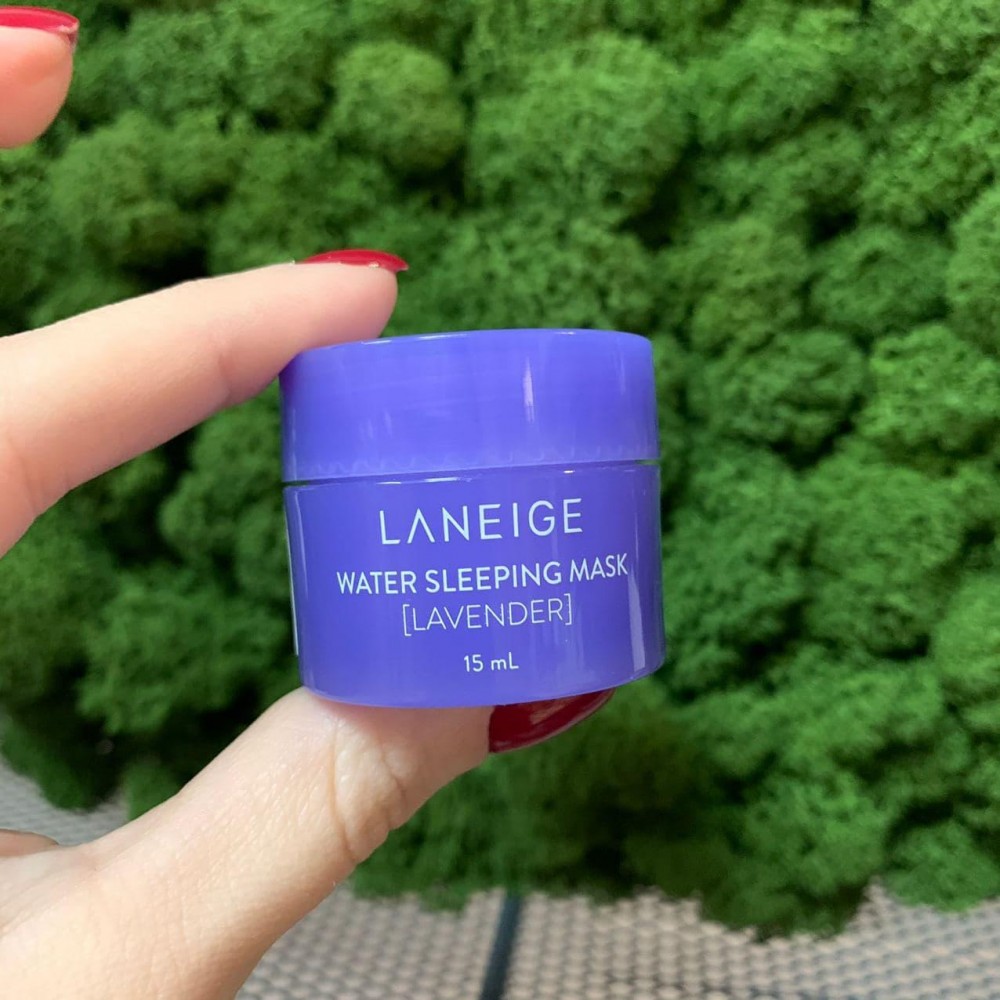 LANEIGE
WATER SLEEPING MASK
[LAVENDER]
15 mL